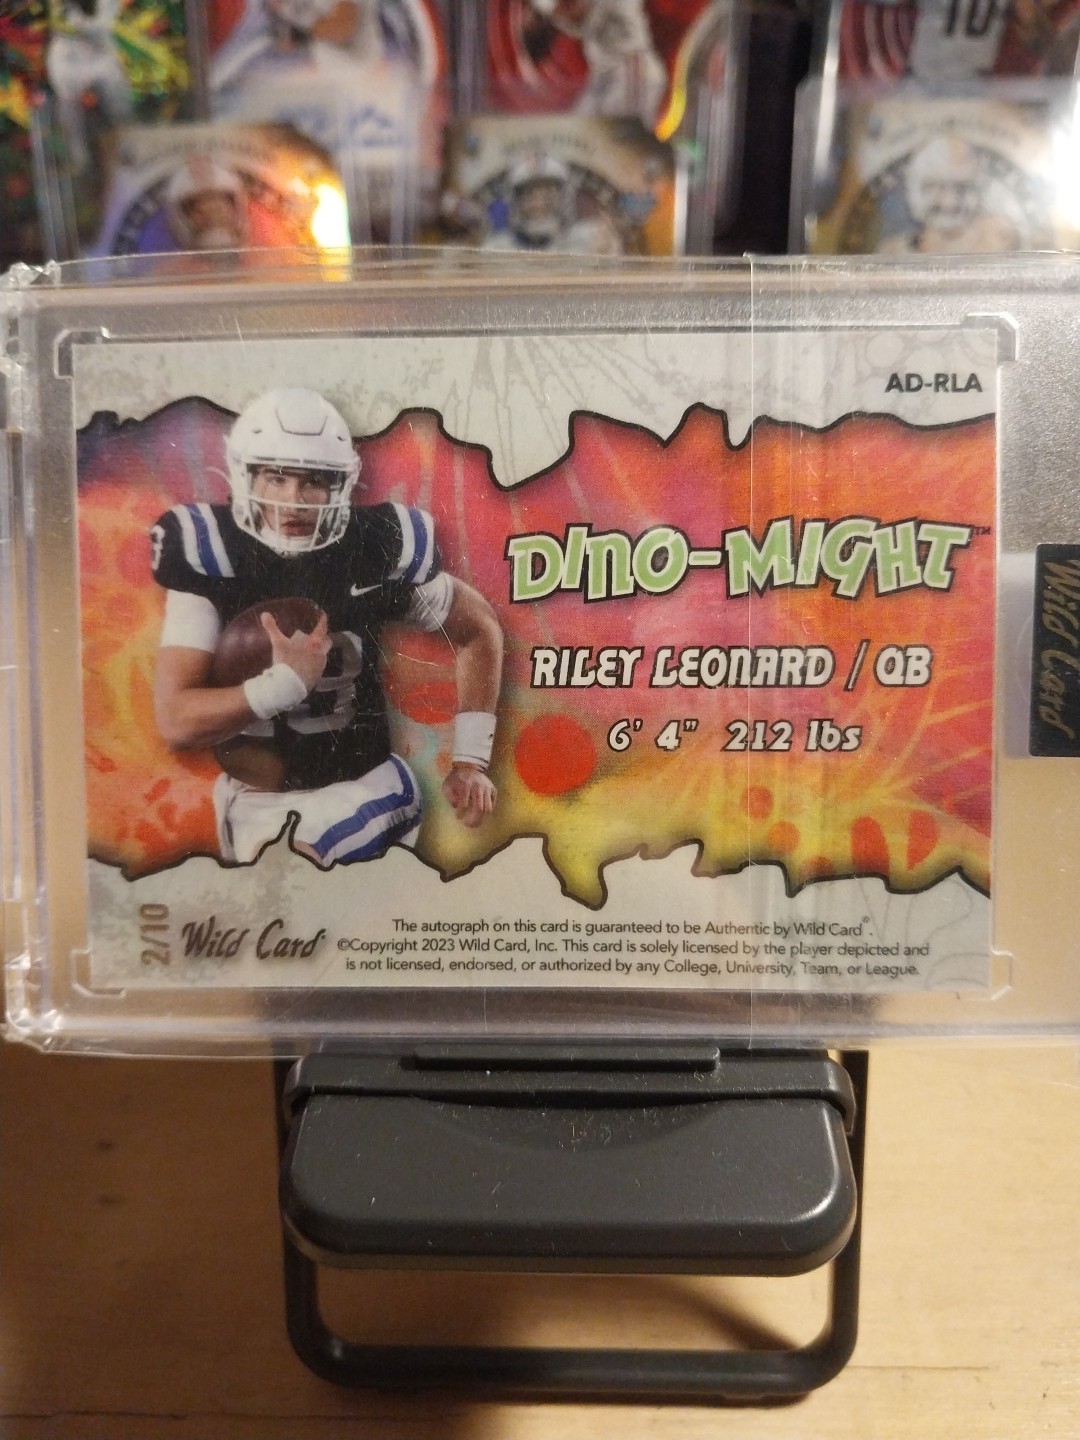 10
AD-RLA
DINO-MIGHT™
RILEY LEONARD / QB
6' 4" 212 lbs
2/10
Wild Card
The autograph on this card is guaranteed to be Authentic by Wild Card®.
©Copyright 2023 Wild Card, Inc. This card is solely licensed by the player depicted and
is not licensed, endorsed, or authorized by any College, University, Team, or League.
Wild Card